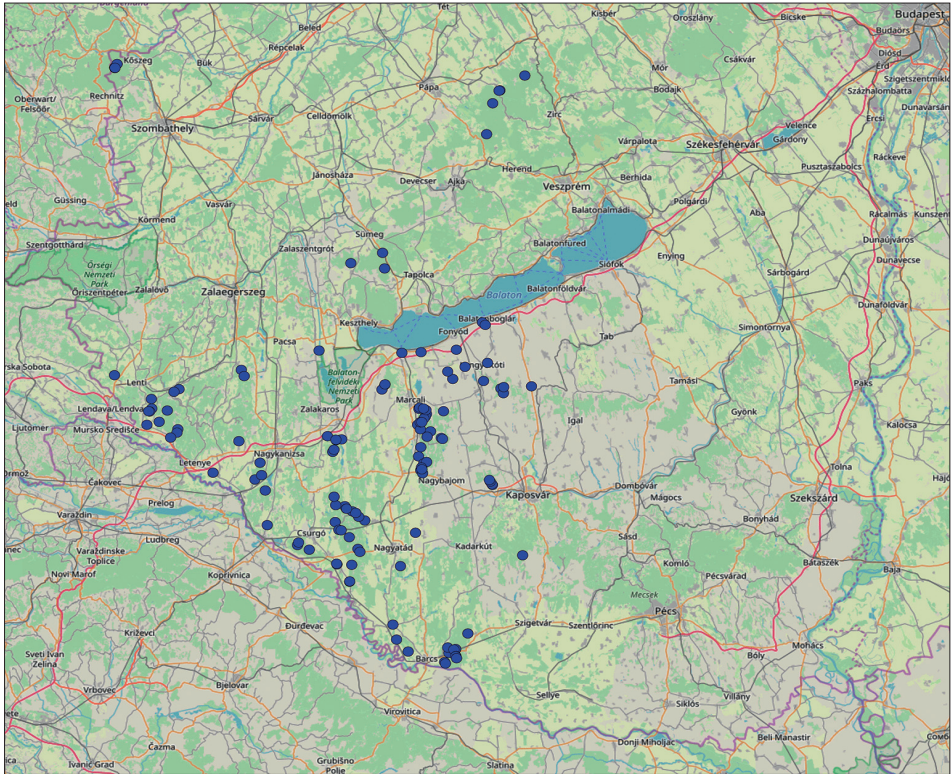 Tét
Kisbér
Oroszlány
Bicske
Budapest
Beled
Budaörs
Répcelak
Diósd
Érd
Kőszeg
Bük
Csákvár
Mór
Szigetszentmikl
Oberwart/
Felsőőr
Rechnitz
Pápa
Bodajk
Százhalombatta
Dunavarsán
Szombathely
Sárvár
Celldömölk
Zirc
Ercsi
Velence
Gárdony
Várpalota
Székesfehérvár
Ráckeve
Pusztaszabolcs
Jánosháza
Devecser
Ajka
Herend
Berhida
Veszprém
Güssing
Vasvár
Polgárdi
Körmend
Balatonalmádi
Aba
Rácalmás
Kunszen
Szentgotthárd
Zalaszentgrót
Sümeg
Balatonfüred
Dunaújváros
Enying
Dunavecse
Őrségi
Nemzeti
Park
Tapolca
Siófok
Sárbogárd
Őriszentpéter
Zalalövő
Zalaegerszeg
Balaton
Balatonföldvár
Dunaföldvár
Keszthely
Fonyód
Simontornya
Pacsa
Tab
rska Sobota
Lenti
Balaton-
felvidéki
Nemzeti
Park
Tamási
Paks
Lendava/Lendva
Zalakaros
Marcali
Gyönk
Ljutomer
Mursko Središče
Igal
Kalocsa
Nagykanizsa
Letenye
Tolna
Ormož
Čakovec
Nagybajom
Kaposvár
Dombóvár
Mágocs
Szekszárd
Prelog
Varaždin
Bonyhád
Csurgó
Ludbreg
Sásd
Varaždinske
Toplice
Nagyatád
Kadarkút
Komló
Bátaszék
Baja
Novi Marof
Koprivnica
Pécsvárad
Mecsek
Pécs
Đurđevac
Szigetvár
Szentlőrinc
Križevci
Mohács
Sveti Ivan
Zelina
Barcs
Bóly
Vrbovec
Bjelovar
Sellye
Villány
Siklós
Virovitica
Čazma
Donji Miholjac
Beli Manastir
Ivanić Grad
Grubišno
Polje
Slatina